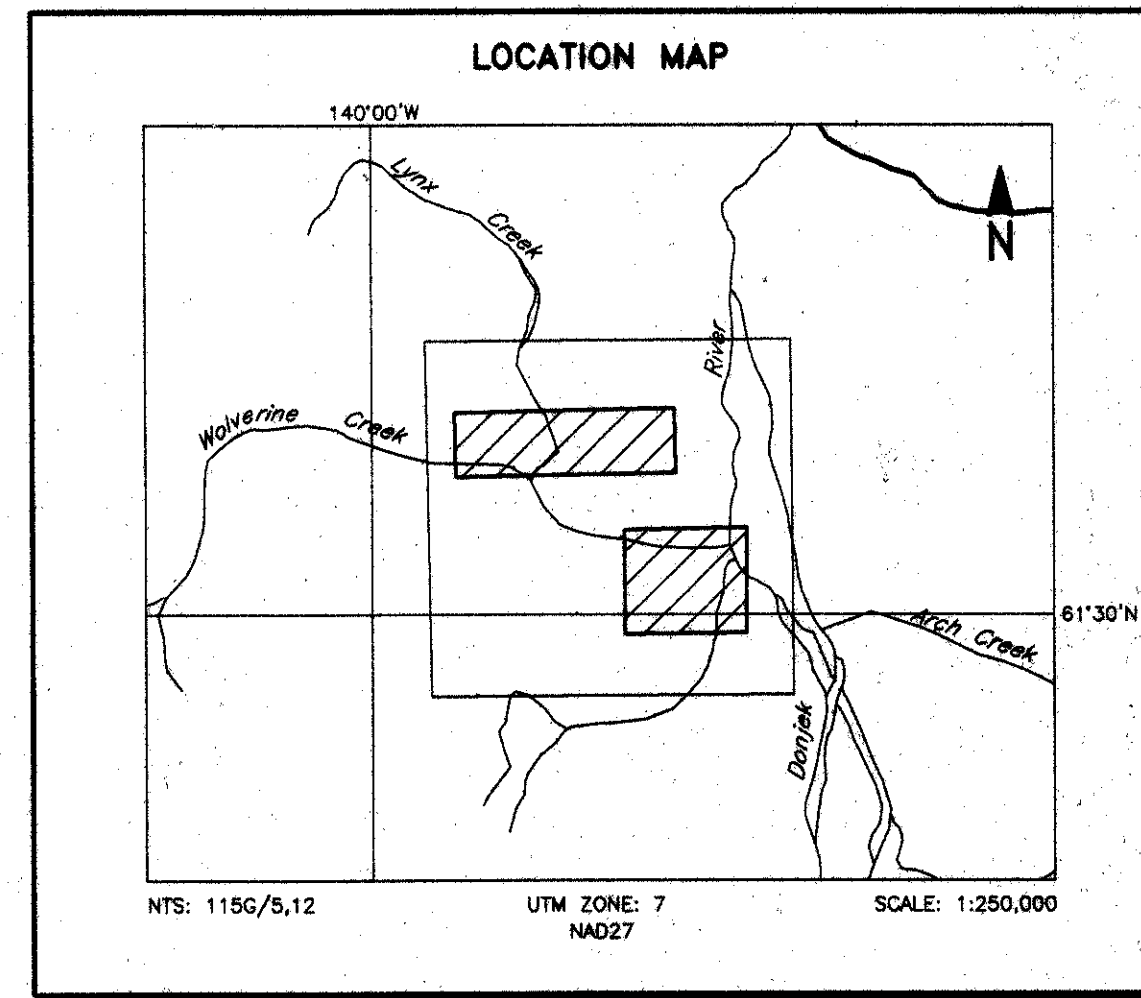 LOCATION MAP
140°00'W
Lynx
Creek
N
River
Wolverine
Creek
61°30'N
Arch Creek
Donjek
NTS: 115G/5,12
UTM ZONE: 7
SCALE: 1:250,000
NAD27